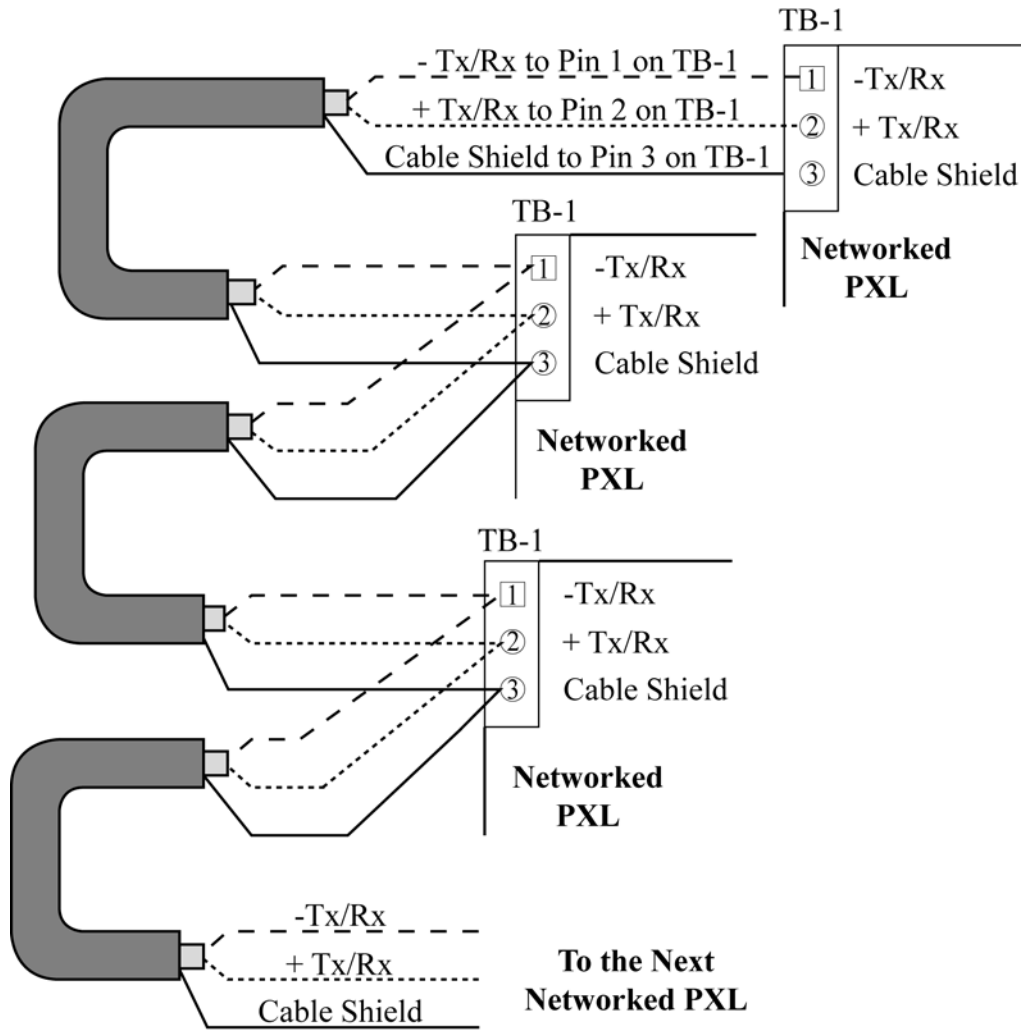 TB-1
- Tx/Rx to Pin 1 on TB-1
1 -Tx/Rx
+ Tx/Rx to Pin 2 on TB-1
2 + Tx/Rx
Cable Shield to Pin 3 on TB-1
3 Cable Shield
Networked
PXL
TB-1
1 -Tx/Rx
2 + Tx/Rx
3 Cable Shield
Networked
PXL
TB-1
1 -Tx/Rx
2 + Tx/Rx
3 Cable Shield
Networked
PXL
-Tx/Rx
+ Tx/Rx
Cable Shield
To the Next
Networked PXL